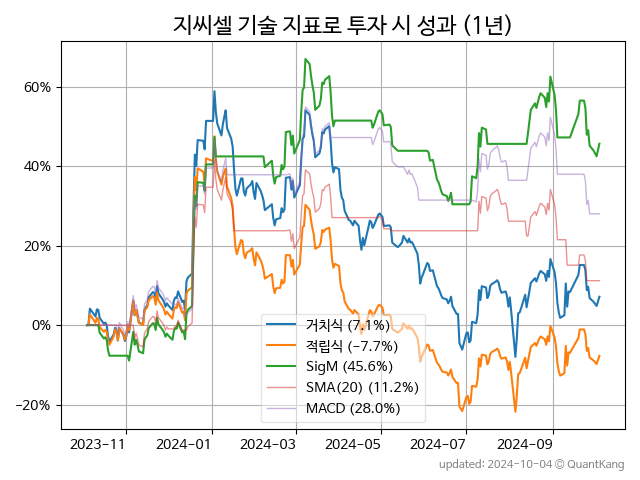 지씨셀 기술 지표로 투자 시 성과 (1년)
60%
40%
20%
0%
−20%
거치식 (7.1%)
적립식 (−7.7%)
SigM (45.6%)
SMA(20) (11.2%)
MACD (28.0%)
2023-11 2024-01 2024-03 2024-05 2024-07 2024-09
updated: 2024-10-04 © QuantKang